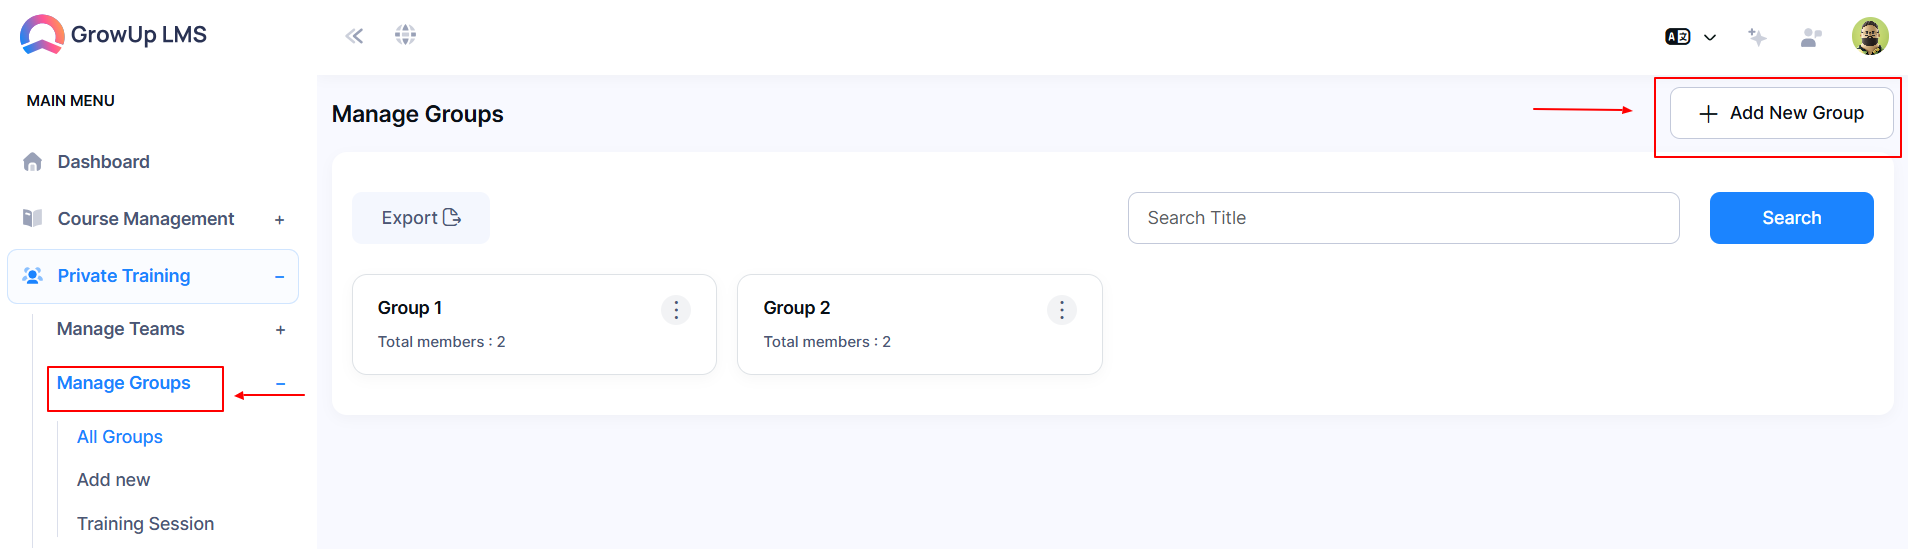 GrowUp LMS
MAIN MENU
Dashboard
Course Management +
Private Training −
Manage Teams +
Manage Groups −
All Groups
Add new
Training Session
Manage Groups
+ Add New Group
Export
Search Title
Search
Group 1
Total members : 2
Group 2
Total members : 2